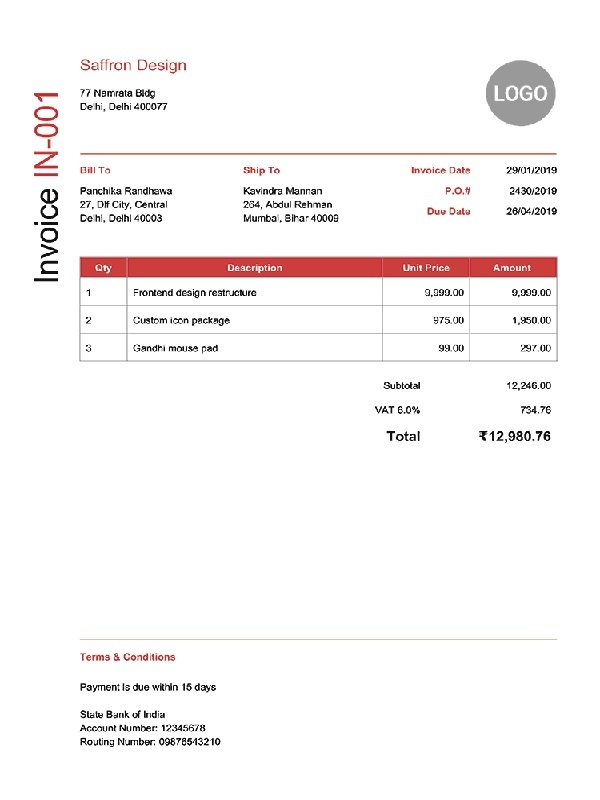 Invoice IN-001
Saffron Design
77 Namrata Bldg
Delhi, Delhi 400077
LOGO
Bill To
Panchika Randhawa
27, Dlf City, Central
Delhi, Delhi 40003
Ship To
Kavindra Mannan
264, Abdul Rehman
Mumbai, Bihar 40009
Invoice Date 29/01/2019
P.O.# 2430/2019
Due Date 26/04/2019
Qty Description Unit Price Amount
1 Frontend design restructure 9,999.00 9,999.00
2 Custom icon package 975.00 1,950.00
3 Gandhi mouse pad 99.00 297.00
Subtotal 12,246.00
VAT 6.0% 734.76
Total ₹12,980.76
Terms & Conditions
Payment is due within 15 days
State Bank of India
Account Number: 12345678
Routing Number: 09876543210